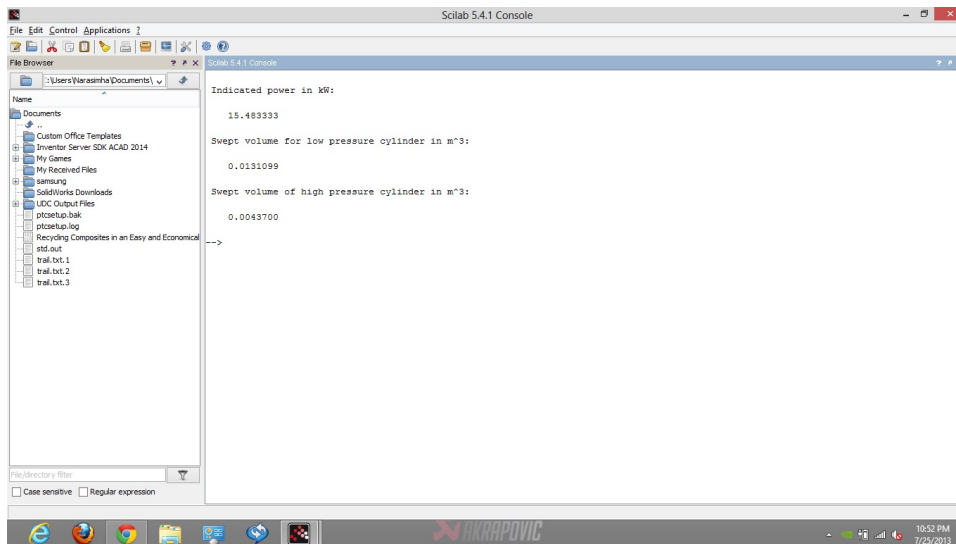 Scilab 5.4.1 Console
File Edit Control Applications ?
File Browser
Scilab 5.4.1 Console
:\Users\Narasimha\Documents\
Name
Documents
..
Custom Office Templates
Inventor Server SDK ACAD 2014
My Games
My Received Files
samsung
SolidWorks Downloads
UDC Output Files
ptcsetup.bak
ptcsetup.log
Recycling Composites in an Easy and Economical
std.out
trail.txt.1
trail.txt.2
trail.txt.3
Indicated power in kW:
15.483333
Swept volume for low pressure cylinder in m^3:
0.0131099
Swept volume of high pressure cylinder in m^3:
0.0043700
-->
File/directory filter
Case sensitive Regular expression
AKRAPOVIC
10:52 PM
7/25/2013